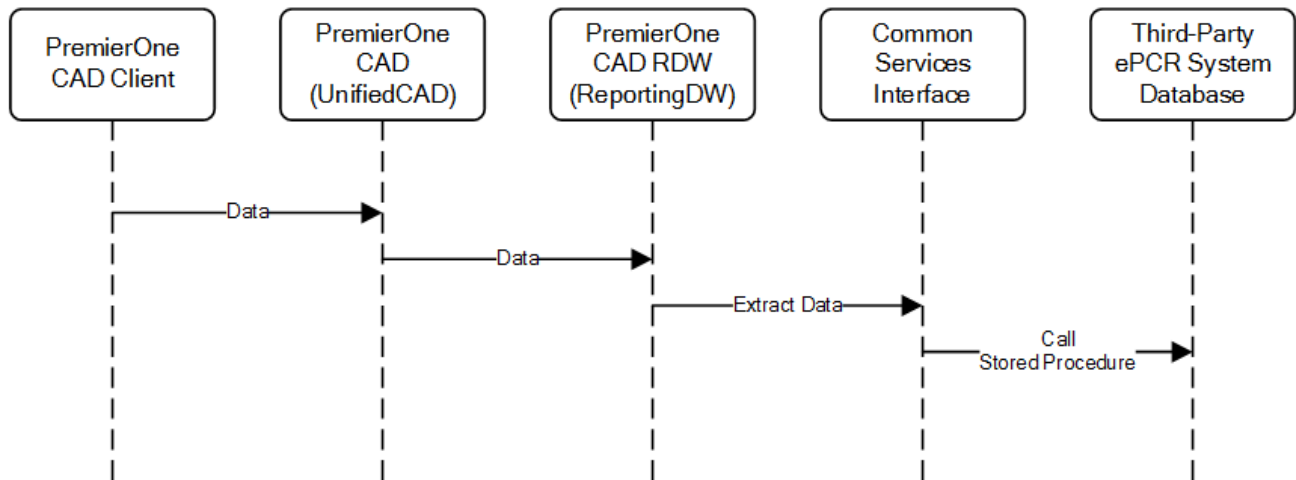 PremierOne
CAD Client
PremierOne
CAD
(UnifiedCAD)
PremierOne
CAD RDW
(ReportingDW)
Common
Services
Interface
Third-Party
ePCR System
Database
Data
Data
Extract Data
Call
Stored Procedure